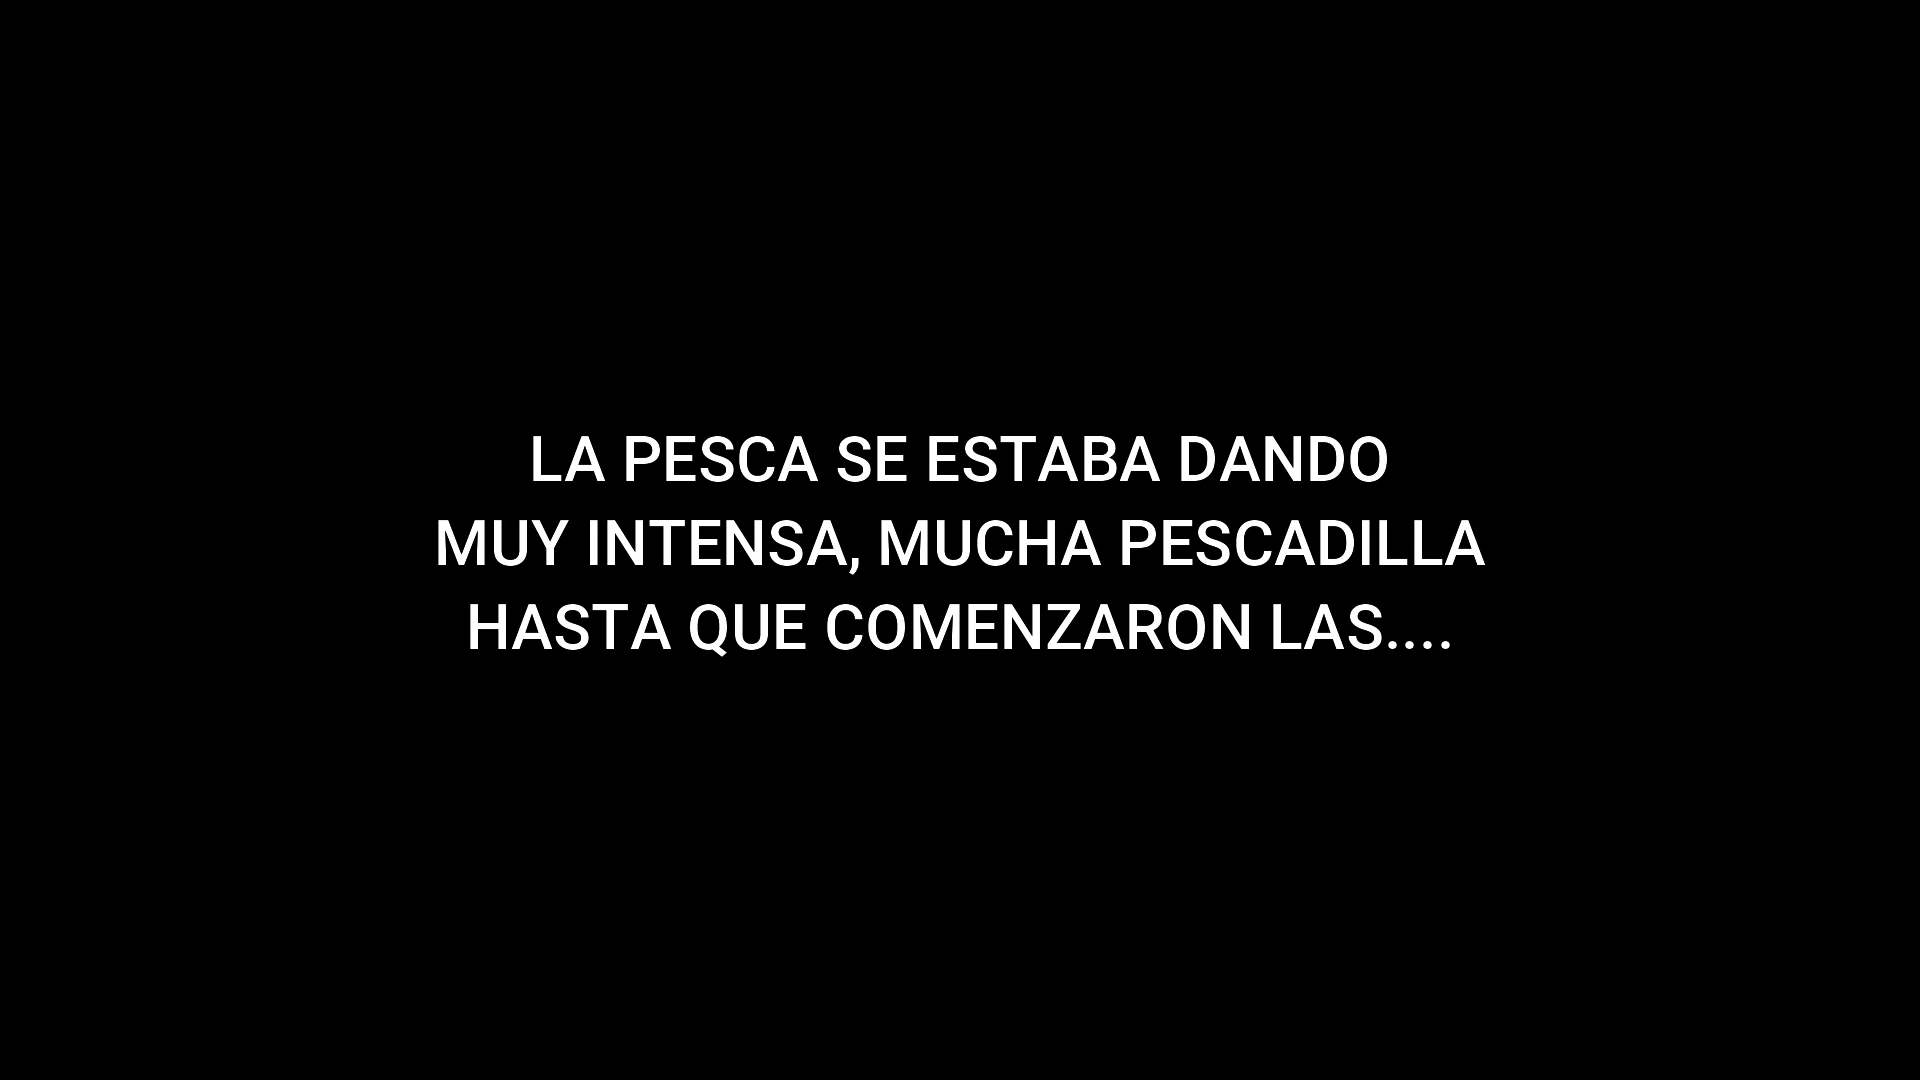 LA PESCA SE ESTABA DANDO
MUY INTENSA, MUCHA PESCADILLA
HASTA QUE COMENZARON LAS....